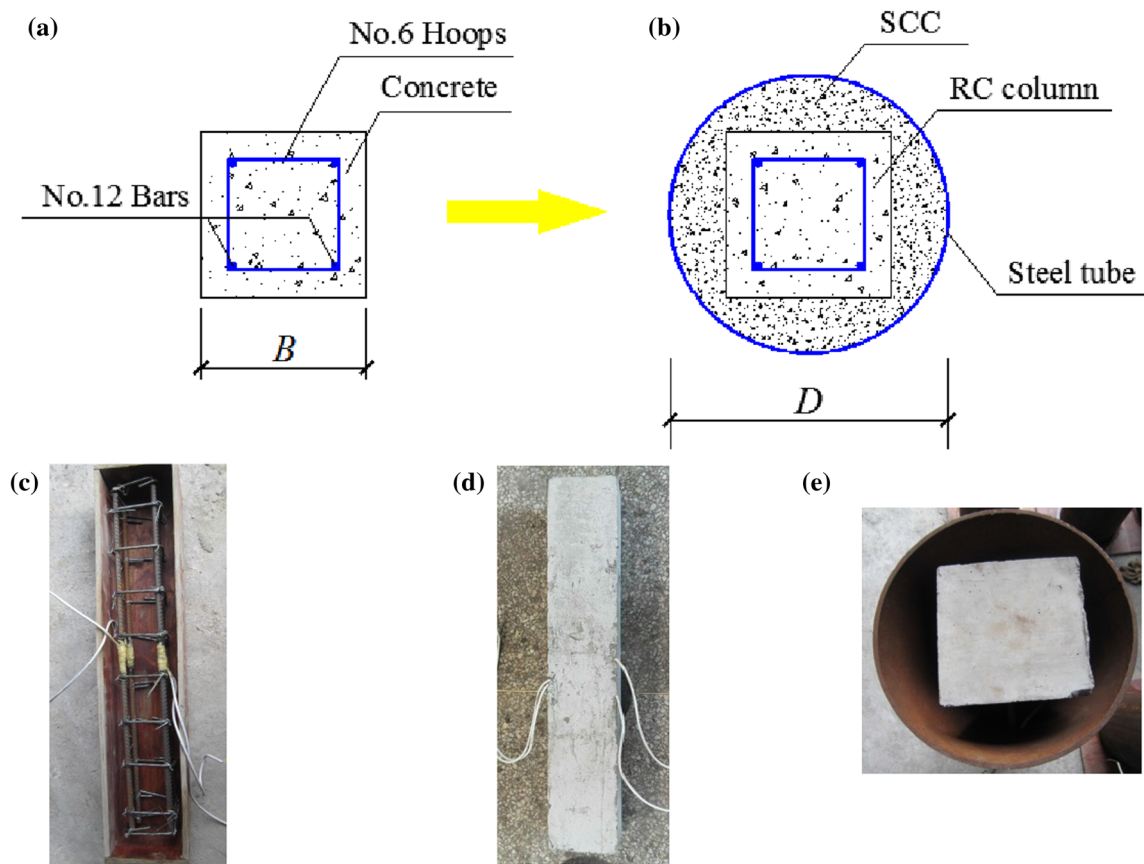 (a)
No.6 Hoops
Concrete
No.12 Bars
B
(b)
SCC
RC column
Steel tube
D
(c)
(d)
(e)